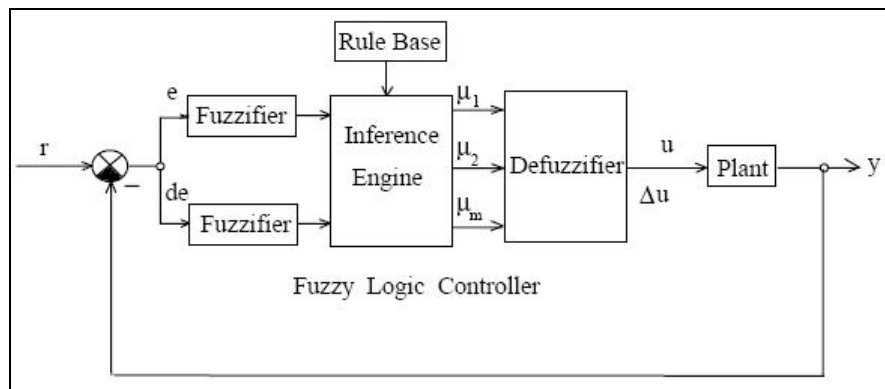 Rule Base
e
Fuzzifier
r
−
de
Fuzzifier
Inference
Engine
μ1
μ2
μm
Defuzzifier
u
Δu
Plant
y
Fuzzy Logic Controller